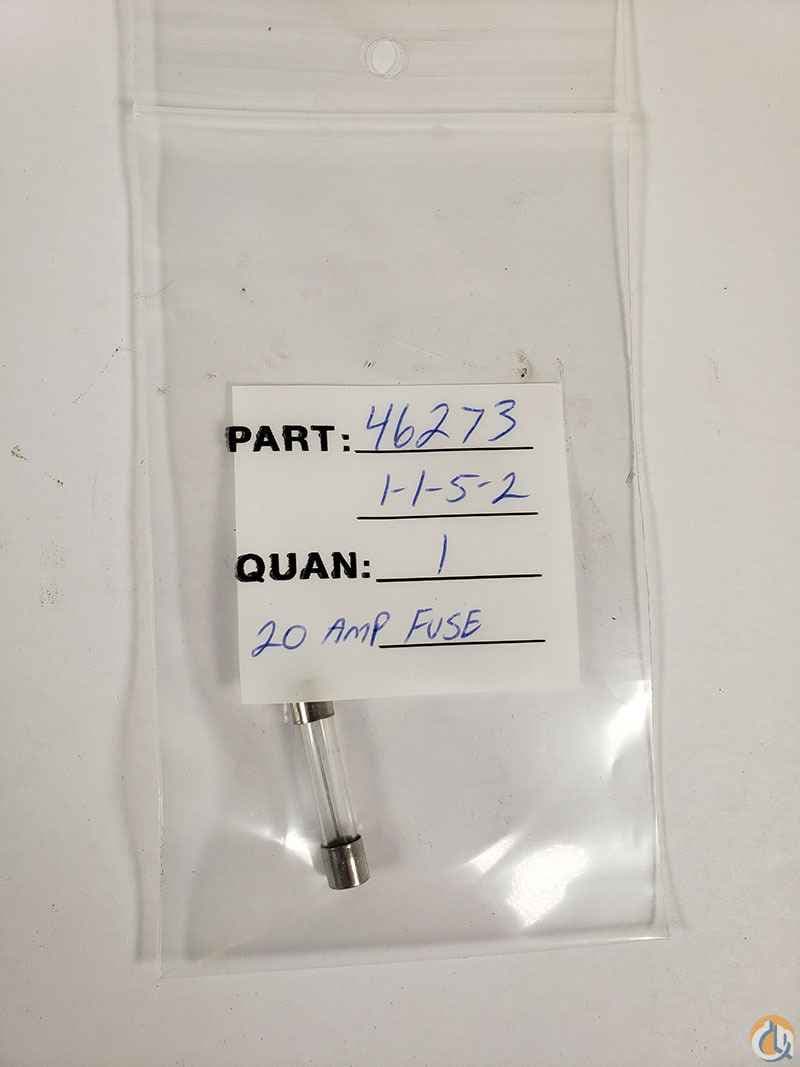 PART: 46273
1-1-5-2
QUAN: 1
20 AMP FUSE